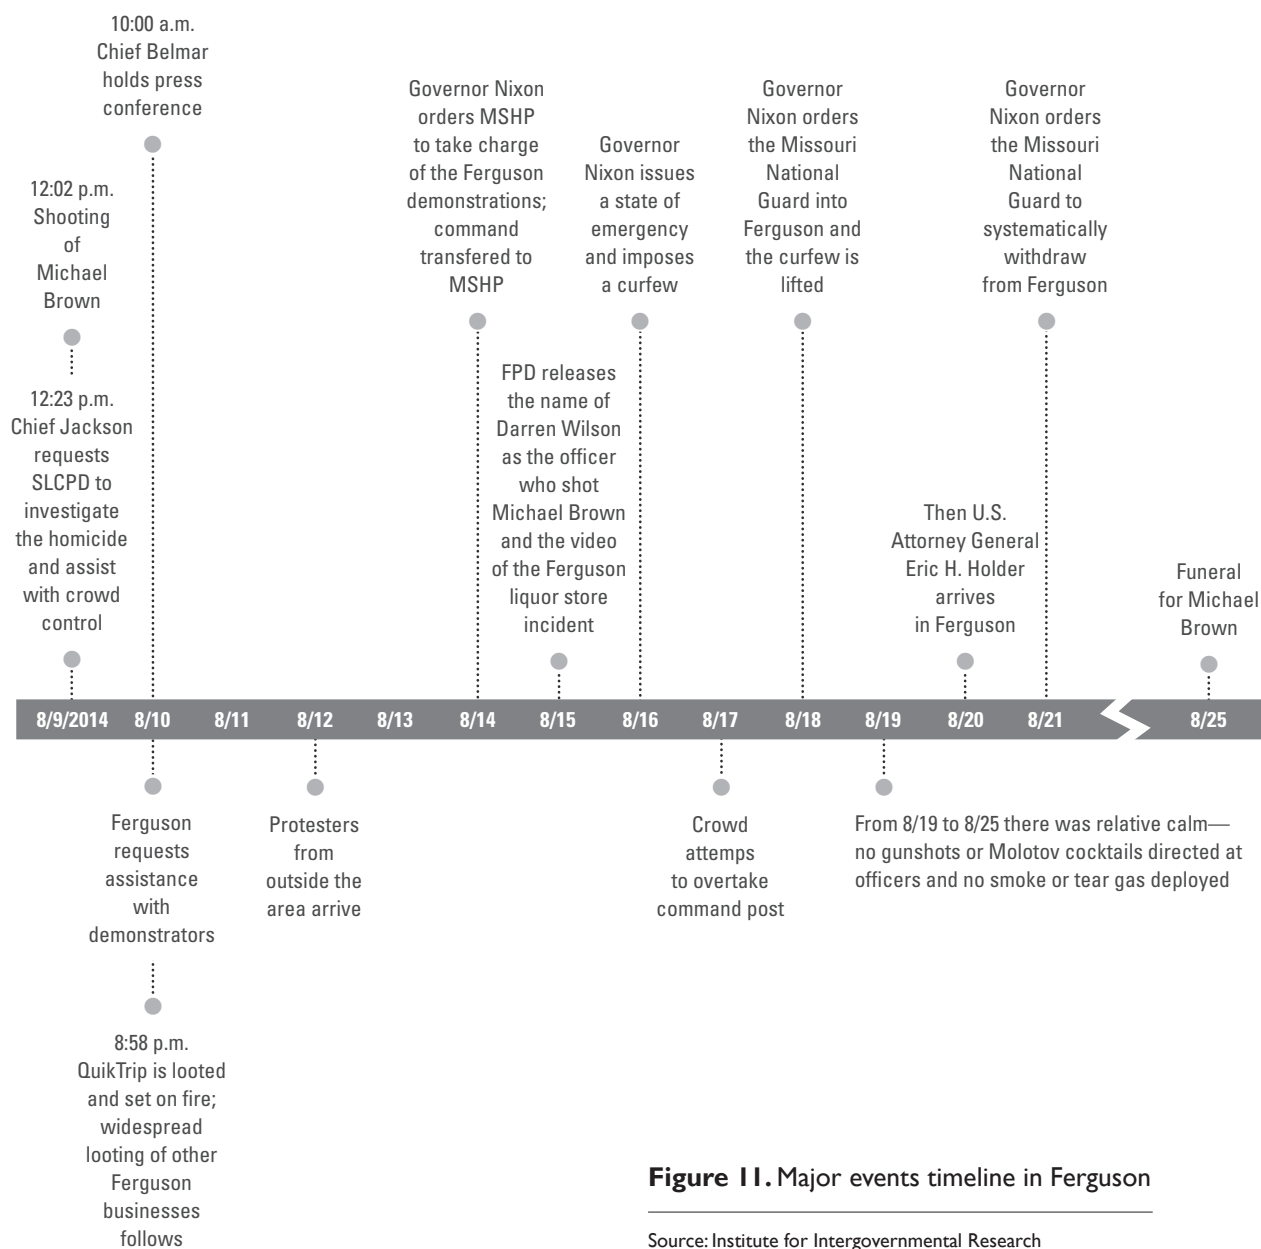 10:00 a.m.
Chief Belmar
holds press
conference
12:02 p.m.
Shooting
of
Michael
Brown
12:23 p.m.
Chief Jackson
requests
SLCPD to
investigate
the homicide
and assist
with crowd
control
Governor Nixon
orders MSHP
to take charge
of the Ferguson
demonstrations;
command
transfered to
MSHP
FPD releases
the name of
Darren Wilson
as the officer
who shot
Michael Brown
and the video
of the Ferguson
liquor store
incident
Governor
Nixon issues
a state of
emergency
and imposes
a curfew
Governor
Nixon orders
the Missouri
National
Guard into
Ferguson and
the curfew is
lifted
Then U.S.
Attorney General
Eric H. Holder
arrives
in Ferguson
Governor
Nixon orders
the Missouri
National
Guard to
systematically
withdraw
from Ferguson
Funeral
for Michael
Brown
8/9/2014 8/10 8/11 8/12 8/13 8/14 8/15 8/16 8/17 8/18 8/19 8/20 8/21 8/25
Ferguson
requests
assistance
with
demonstrators
8:58 p.m.
QuikTrip is looted
and set on fire;
widespread
looting of other
Ferguson
businesses
follows
Protesters
from
outside the
area arrive
Crowd
attemps
to overtake
command post
From 8/19 to 8/25 there was relative calm—
no gunshots or Molotov cocktails directed at
officers and no smoke or tear gas deployed
Figure 11. Major events timeline in Ferguson
Source: Institute for Intergovernmental Research